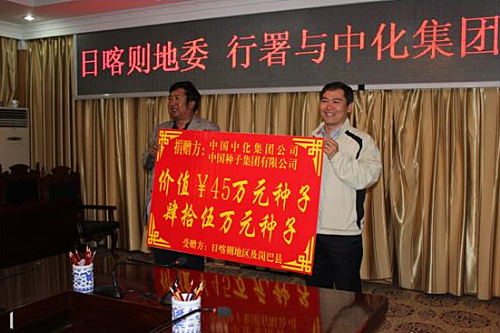 日喀则地委 行署与中化集团
捐赠方：中国中化集团公司
中国种子集团有限公司
价值￥45万元种子
肆拾伍万元种子
受赠方：日喀则地区及岗巴县